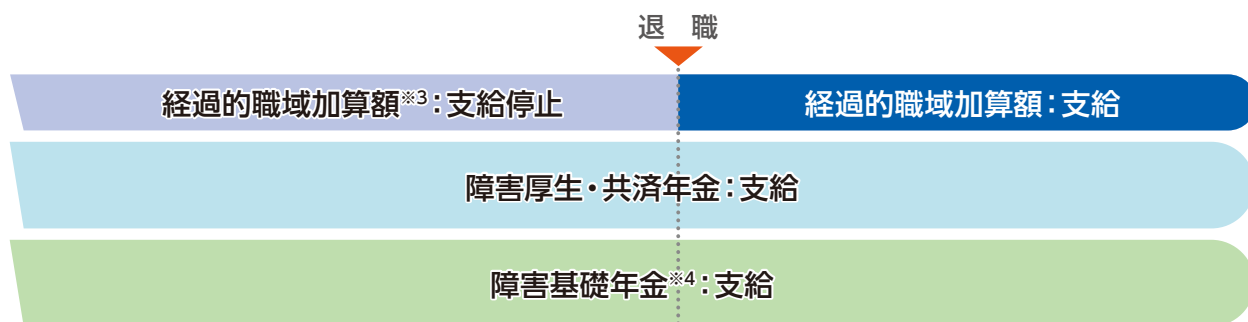 退 職
経過的職域加算額※3：支給停止
経過的職域加算額：支給
障害厚生・共済年金：支給
障害基礎年金※4：支給